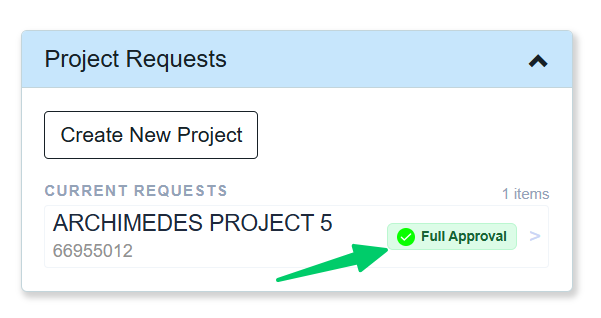 Project Requests
Create New Project
CURRENT REQUESTS
1 items
ARCHIMEDES PROJECT 5
66955012
Full Approval
>